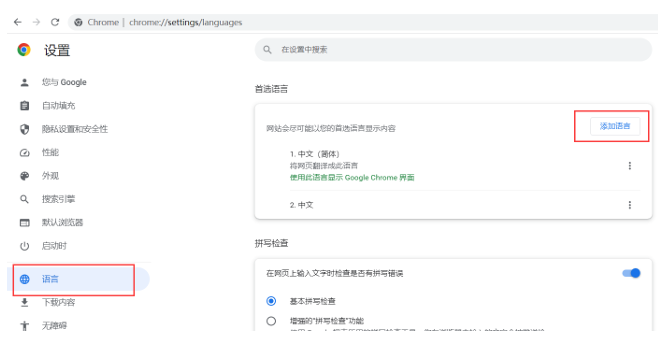 Chrome | chrome://settings/languages
设置
在设置中搜索
您与 Google
自动填充
隐私设置和安全性
性能
外观
搜索引擎
默认浏览器
启动时
语言
下载内容
无障碍
首选语言
网站会尽可能以您的首选语言显示内容
添加语言
1. 中文（简体）
将网页翻译成此语言
使用此语言显示 Google Chrome 界面
2. 中文
拼写检查
在网页上输入文字时检查是否有拼写错误
基本拼写检查
增强的“拼写检查”功能